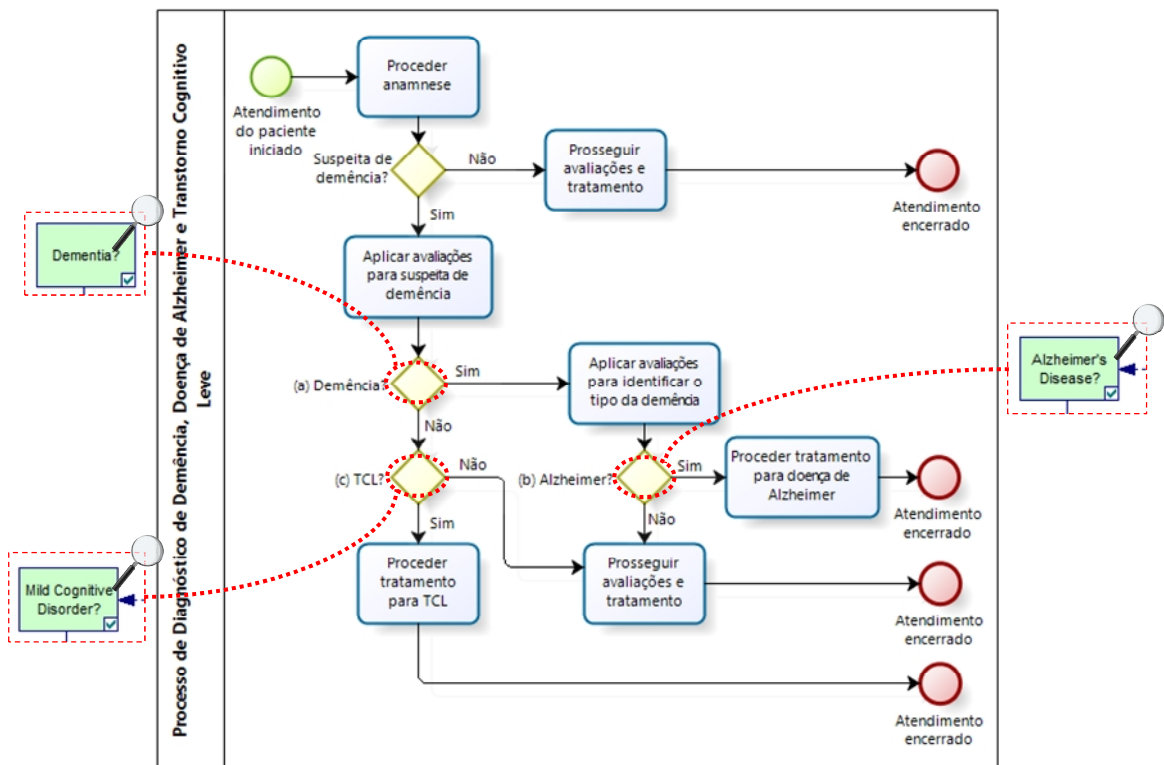 Processo de Diagnóstico de Demência, Doença de Alzheimer e Transtorno Cognitivo
Leve
Atendimento
do paciente
iniciado
Proceder
anamnese
Suspeita de
demência?
Não
Prosseguir
avaliações e
tratamento
Atendimento
encerrado
Sim
Dementia?
Aplicar avaliações
para suspeita de
demência
(a) Demência?
Sim
Aplicar avaliações
para identificar o
tipo da demência
Alzheimer's
Disease?
Não
(c) TCL?
Não
(b) Alzheimer?
Sim
Proceder tratamento
para doença de
Alzheimer
Atendimento
encerrado
Sim
Não
Mild Cognitive
Disorder?
Proceder
tratamento
para TCL
Prosseguir
avaliações e
tratamento
Atendimento
encerrado
Atendimento
encerrado